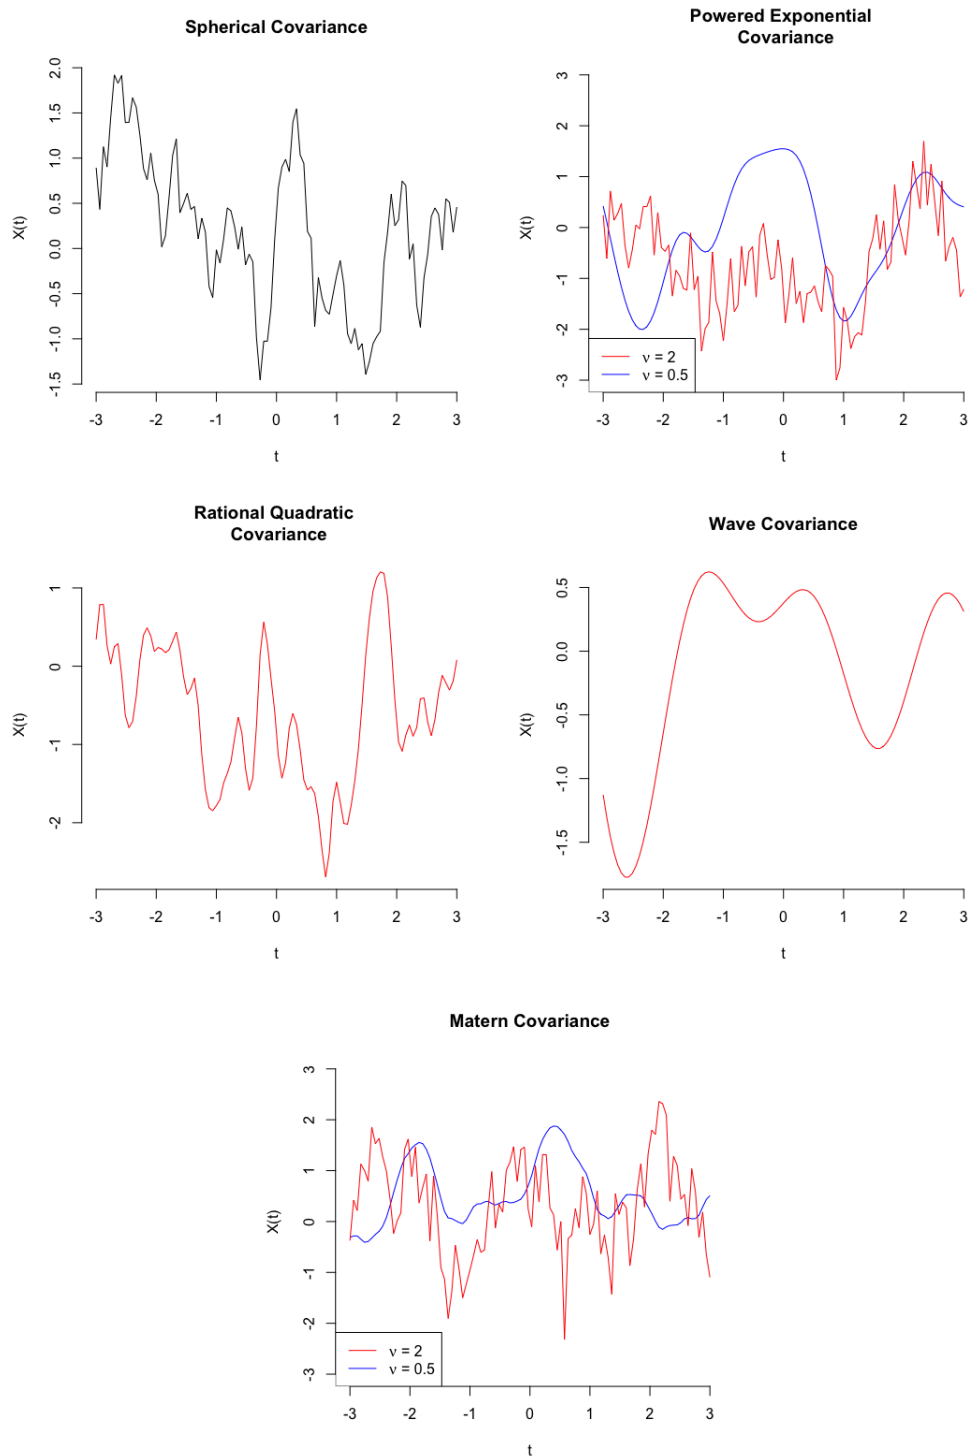 Spherical Covariance
X(t)
2.0
1.5
1.0
0.5
0.0
-0.5
-1.0
-1.5
-3 -2 -1 0 1 2 3
t
Powered Exponential
Covariance
X(t)
3
2
1
0
-1
-2
-3
ν = 2
ν = 0.5
-3 -2 -1 0 1 2 3
t
Rational Quadratic
Covariance
X(t)
1
0
-1
-2
-3 -2 -1 0 1 2 3
t
Wave Covariance
X(t)
0.5
0.0
-0.5
-1.0
-1.5
-3 -2 -1 0 1 2 3
t
Matern Covariance
X(t)
3
2
1
0
-1
-2
-3
ν = 2
ν = 0.5
-3 -2 -1 0 1 2 3
t